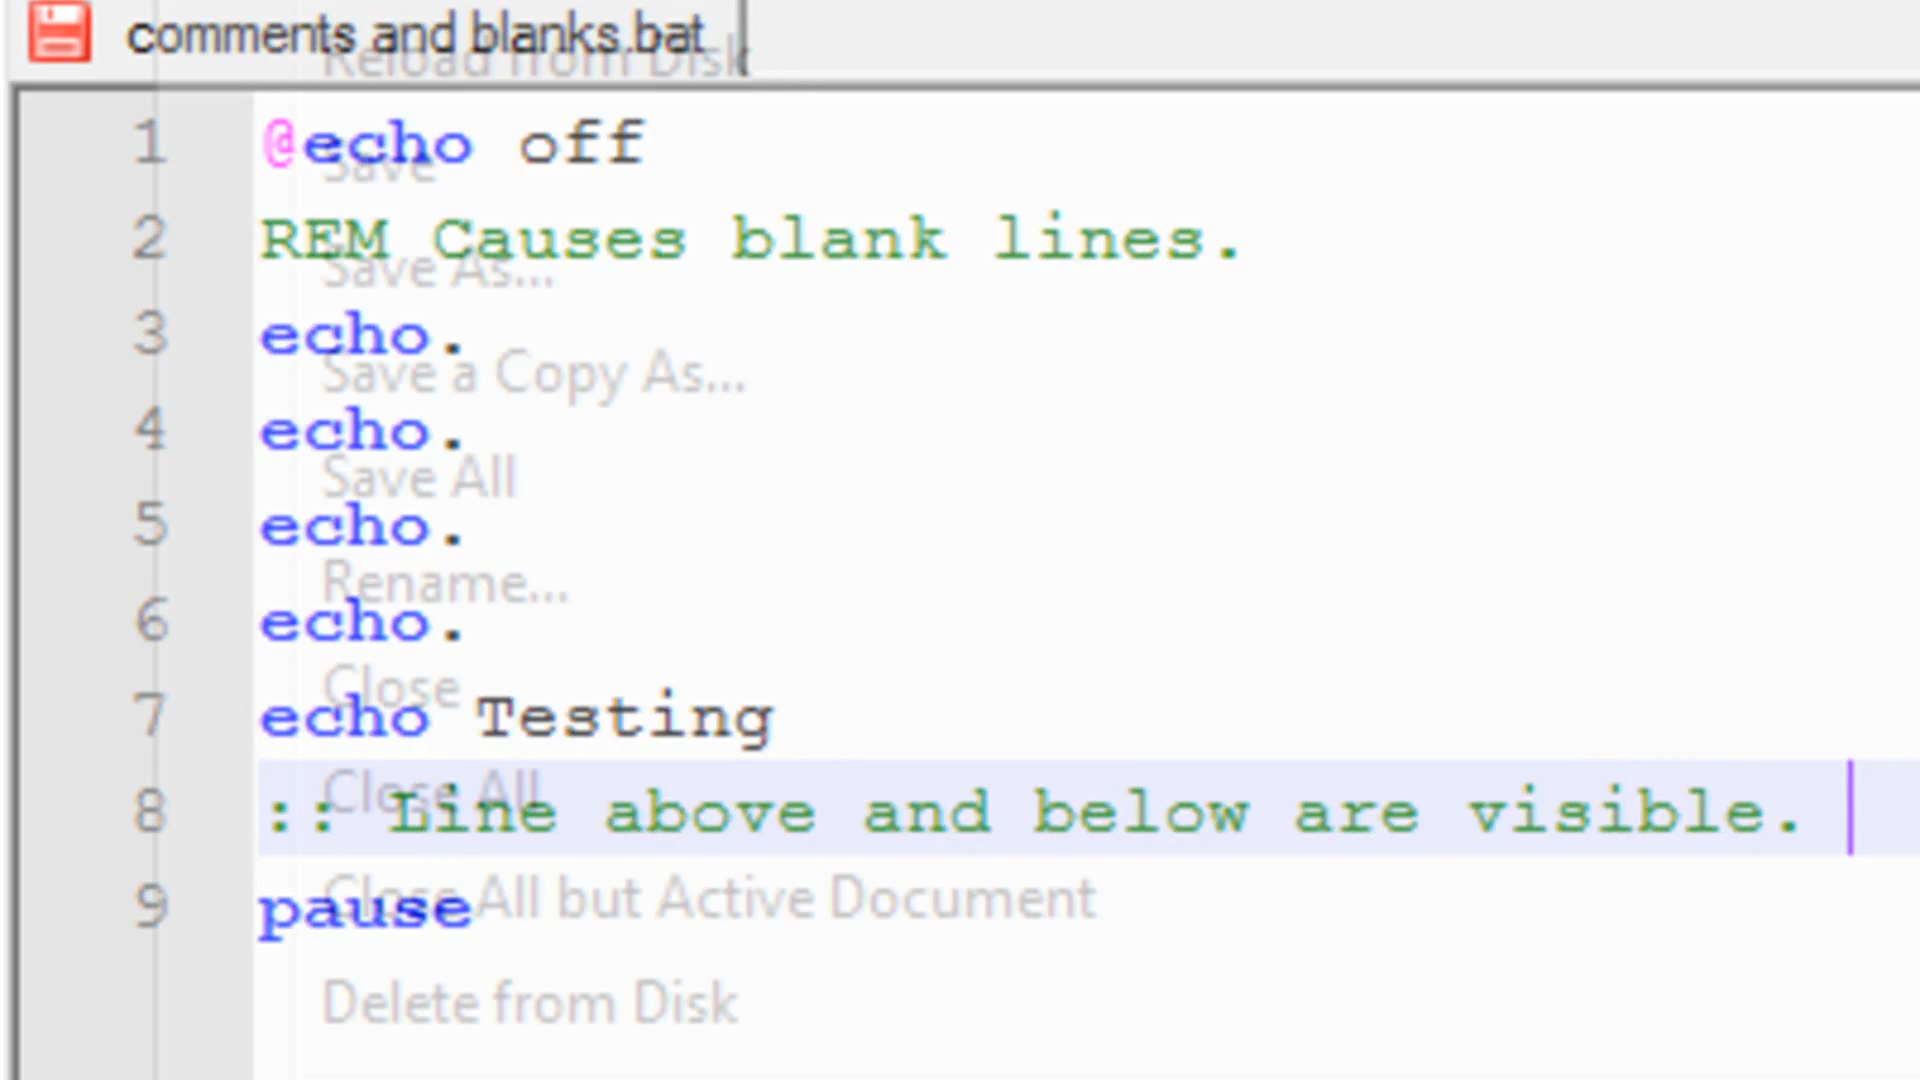 comments and blanks.bat
Reload from Disk
1 @echo off
Save
2 REM Causes blank lines.
Save As...
3 echo.
Save a Copy As...
4 echo.
Save All
5 echo.
Rename...
6 echo.
Close
7 echo Testing
Close All
8 :: Line above and below are visible.
Close All but Active Document
9 pause
Delete from Disk